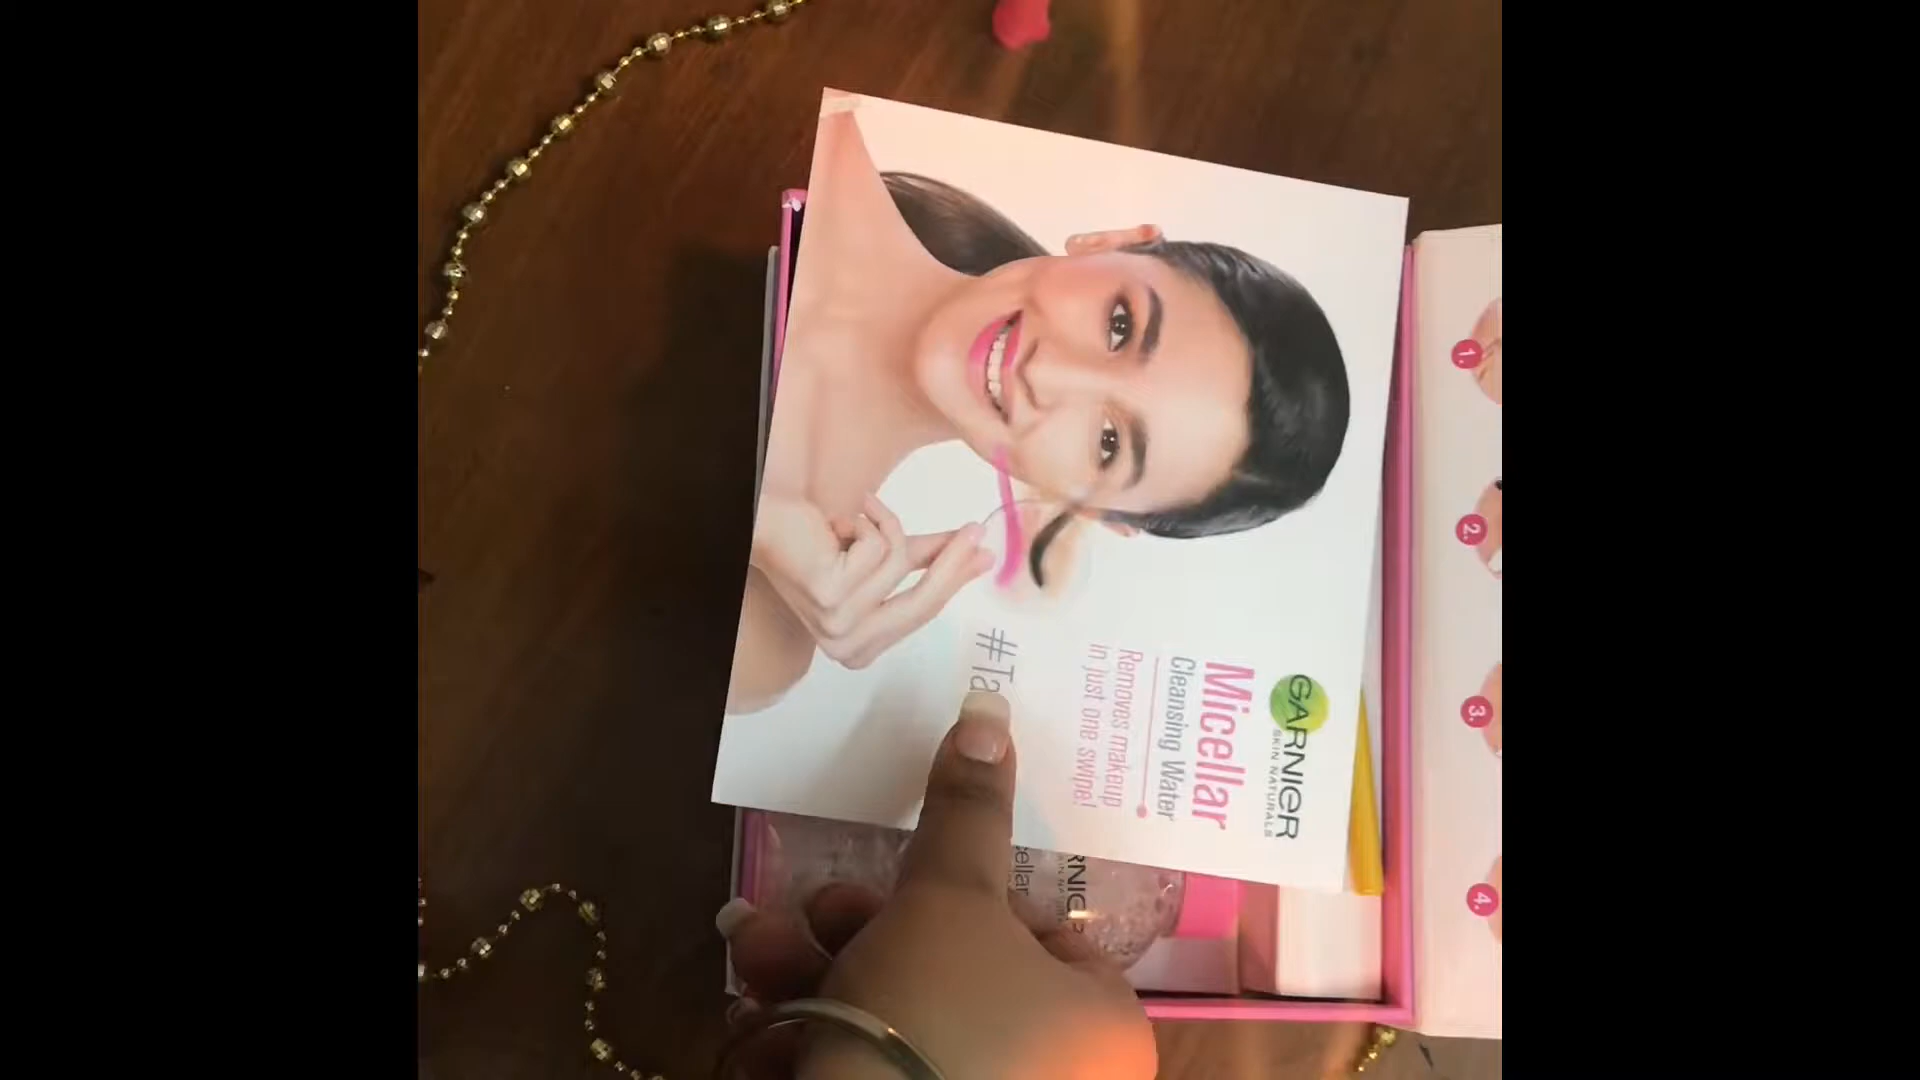 GARNIER
SKIN NATURALS
Micellar
Cleansing Water
Removes makeup
in just one swipe!
#Ta
RNIER
cellar
1.
2.
3.
4.